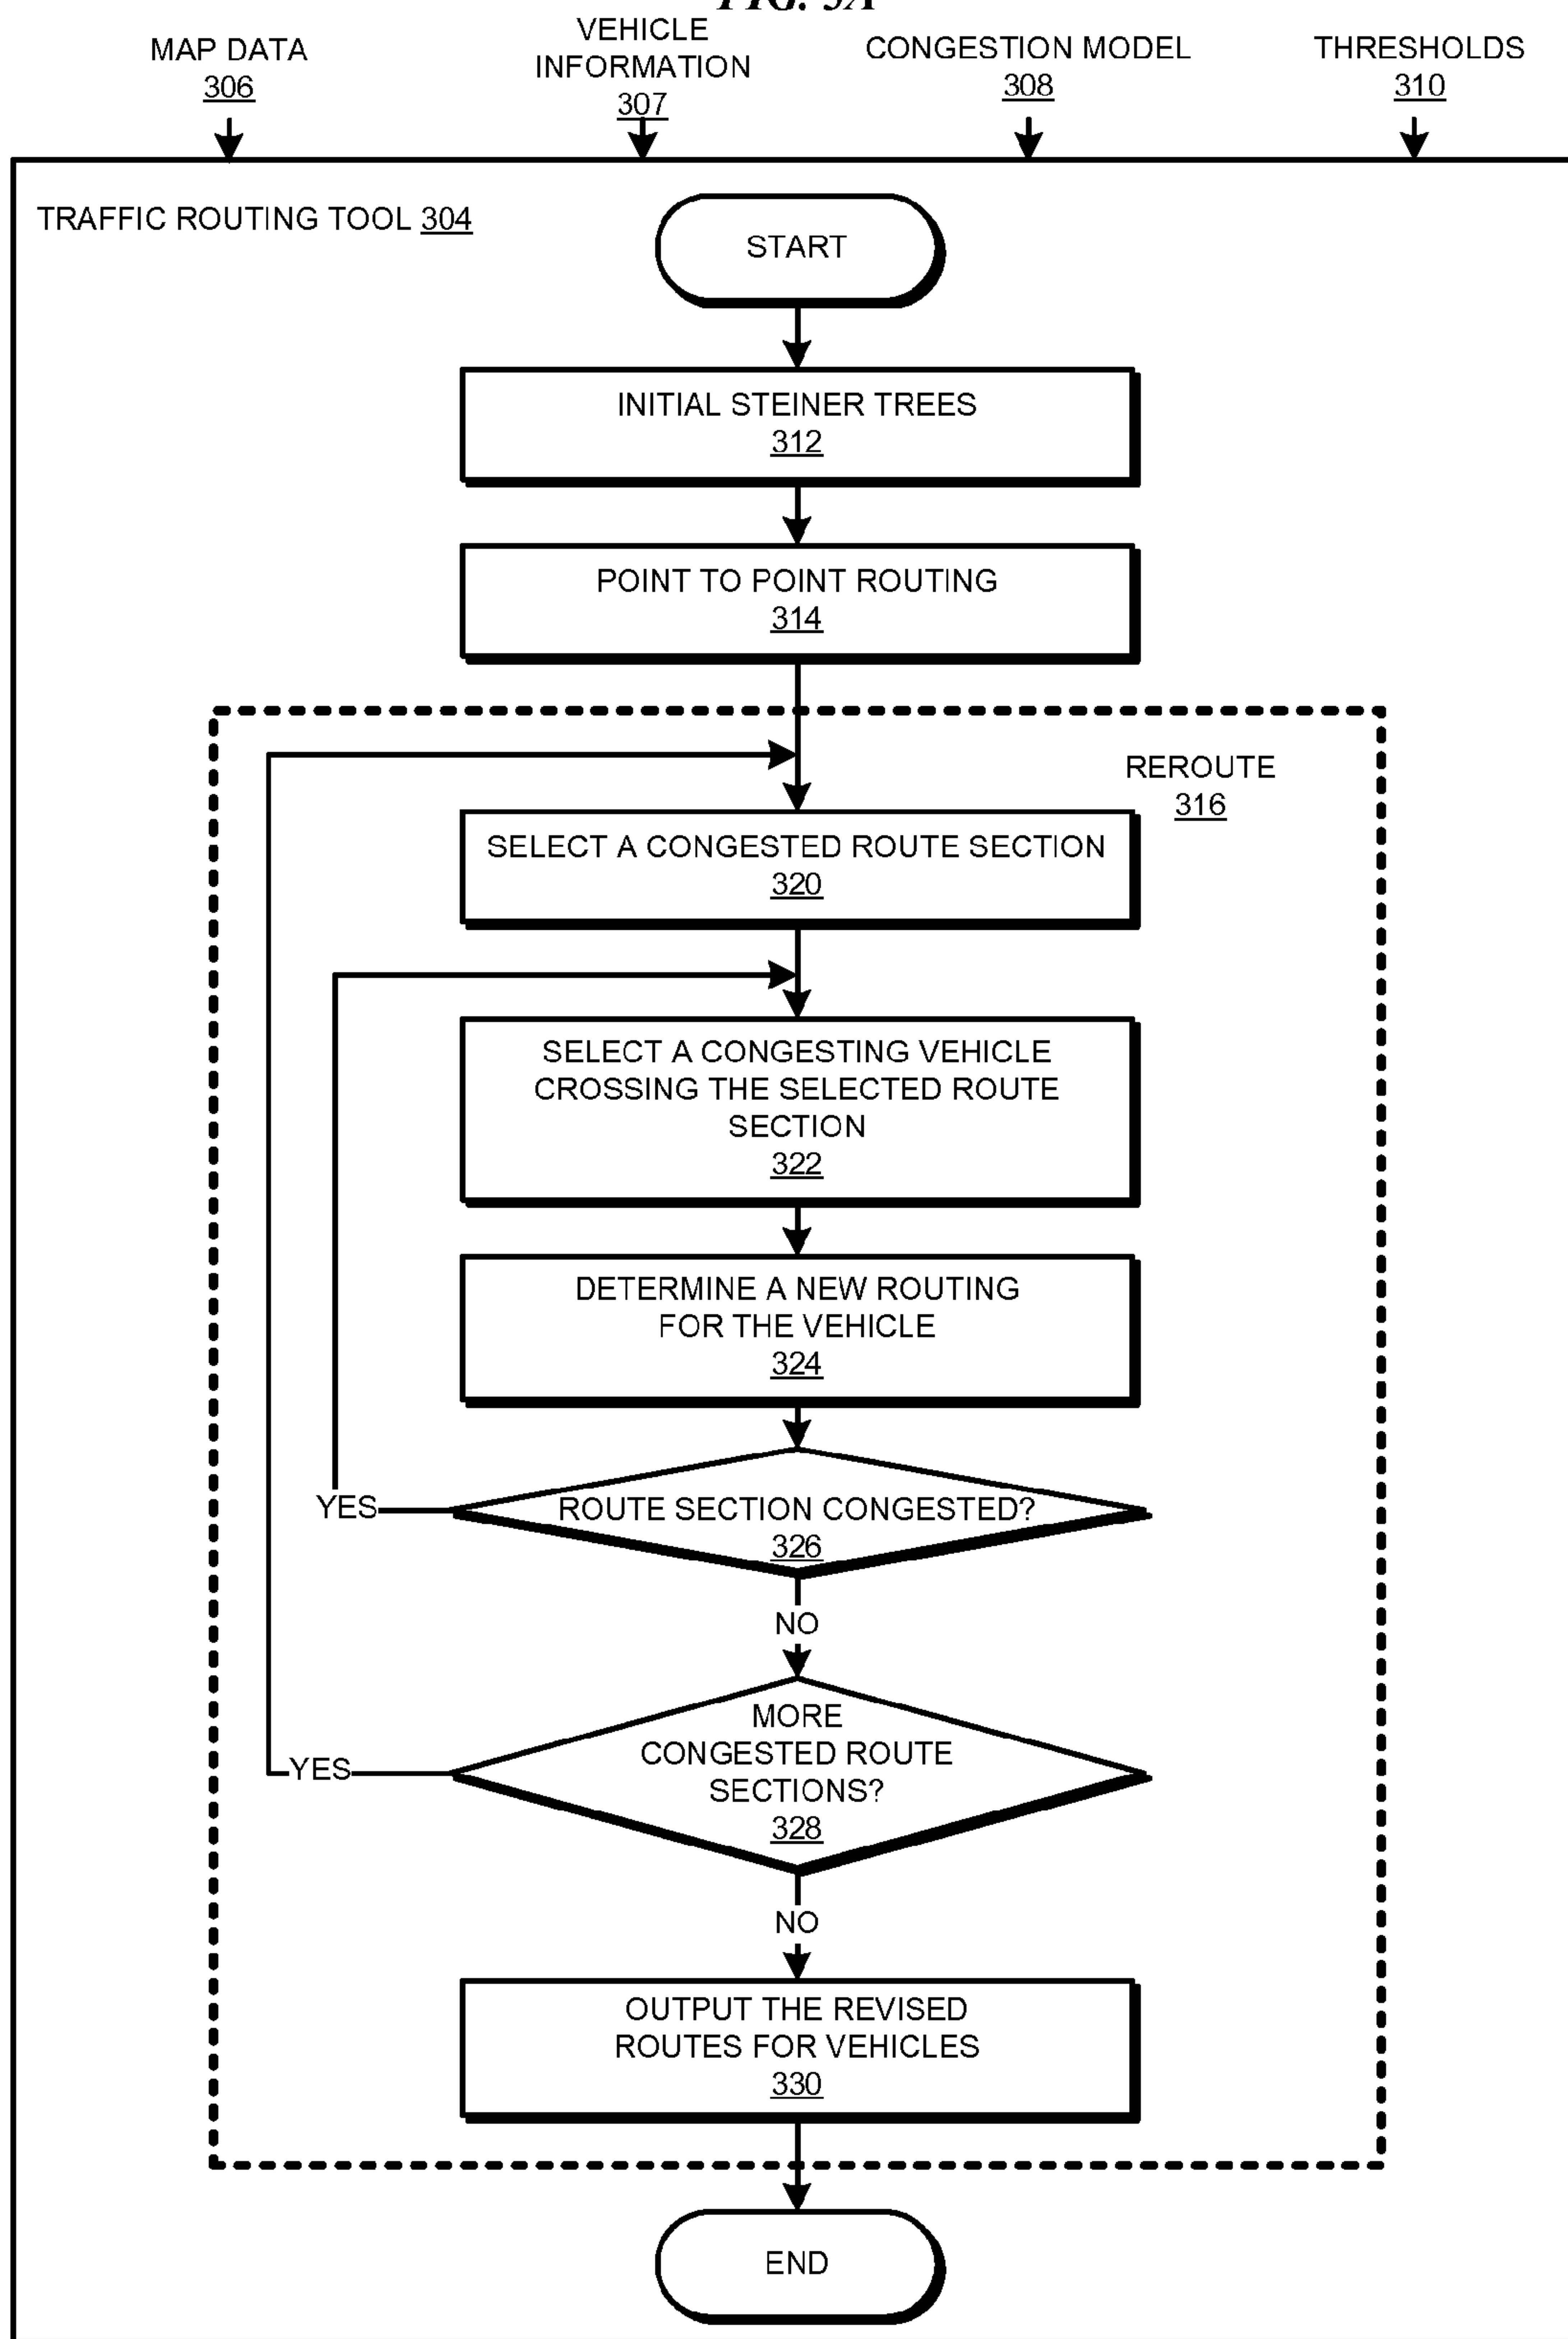 MAP DATA
306
VEHICLE
INFORMATION
307
CONGESTION MODEL
308
THRESHOLDS
310
TRAFFIC ROUTING TOOL 304
START
INITIAL STEINER TREES
312
POINT TO POINT ROUTING
314
REROUTE
316
SELECT A CONGESTED ROUTE SECTION
320
SELECT A CONGESTING VEHICLE
CROSSING THE SELECTED ROUTE
SECTION
322
DETERMINE A NEW ROUTING
FOR THE VEHICLE
324
YES
ROUTE SECTION CONGESTED?
326
NO
YES
MORE
CONGESTED ROUTE
SECTIONS?
328
NO
OUTPUT THE REVISED
ROUTES FOR VEHICLES
330
END